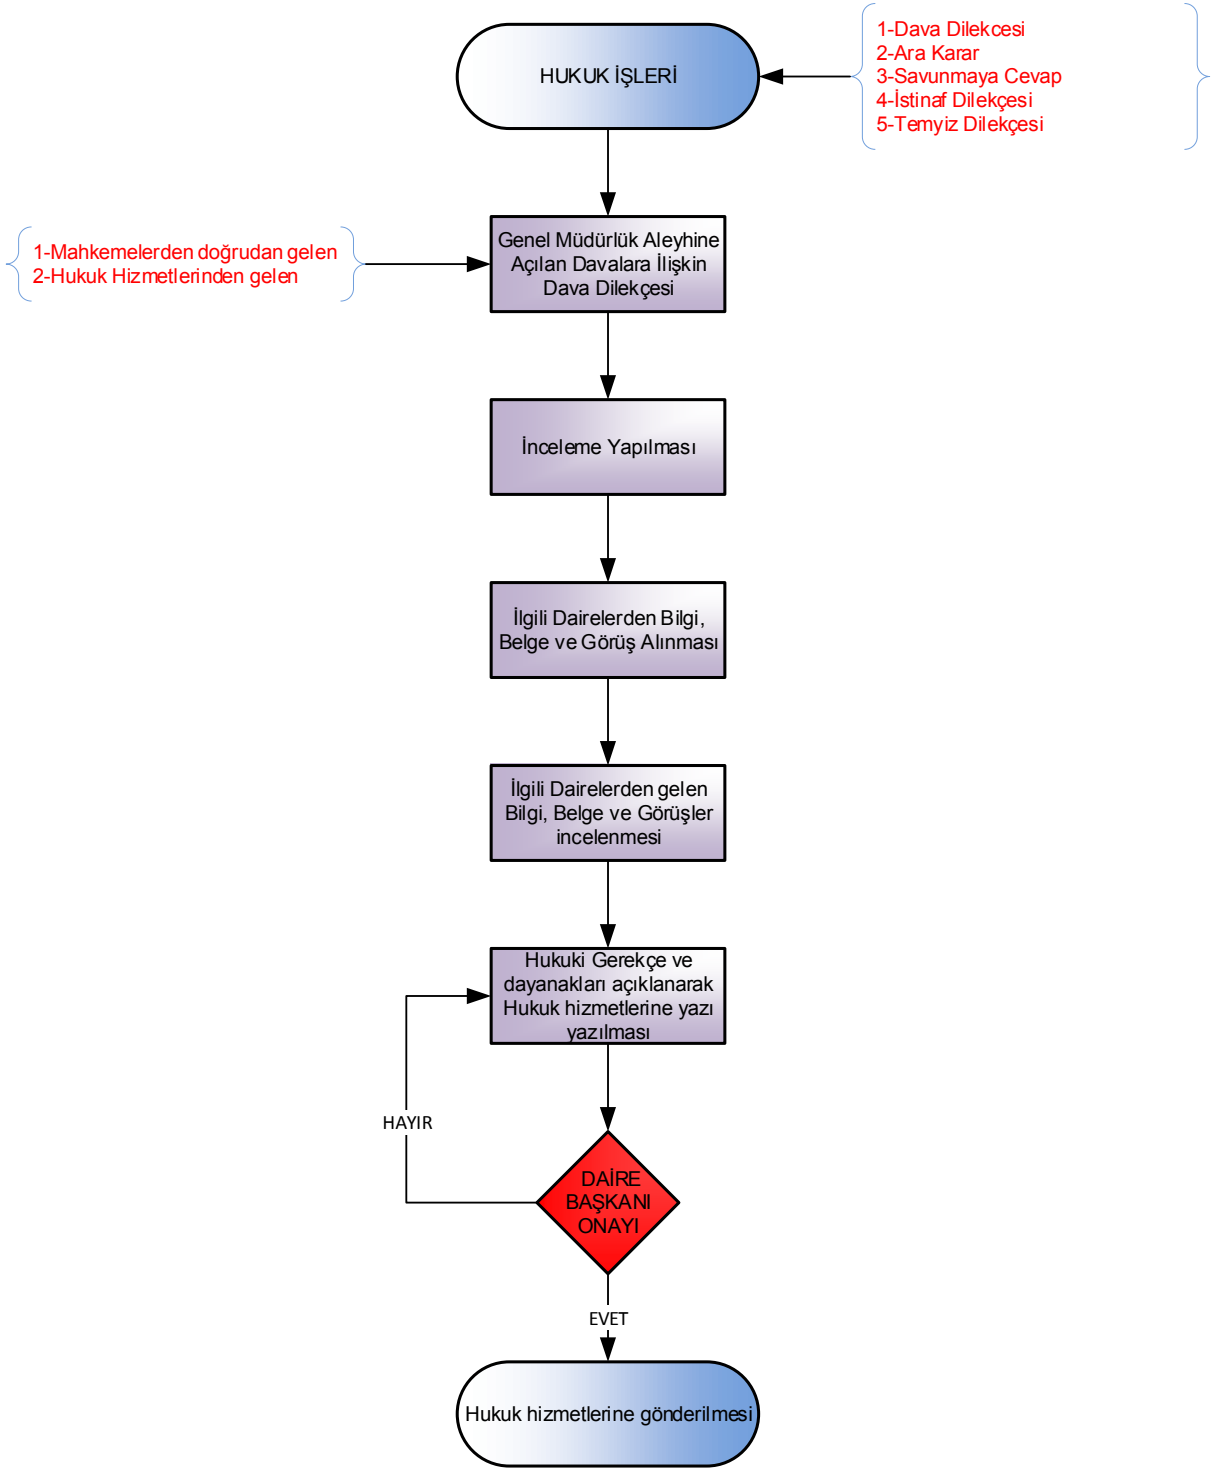 HUKUK İŞLERİ
1-Dava Dilekcesi
2-Ara Karar
3-Savunmaya Cevap
4-İstinaf Dilekçesi
5-Temyiz Dilekçesi
1-Mahkemelerden doğrudan gelen
2-Hukuk Hizmetlerinden gelen
Genel Müdürlük Aleyhine
Açılan Davalara İlişkin
Dava Dilekçesi
İnceleme Yapılması
İlgili Dairelerden Bilgi,
Belge ve Görüş Alınması
İlgili Dairelerden gelen
Bilgi, Belge ve Görüşler
incelenmesi
Hukuki Gerekçe ve
dayanakları açıklanarak
Hukuk hizmetlerine yazı
yazılması
HAYIR
DAİRE
BAŞKANI
ONAYI
EVET
Hukuk hizmetlerine gönderilmesi